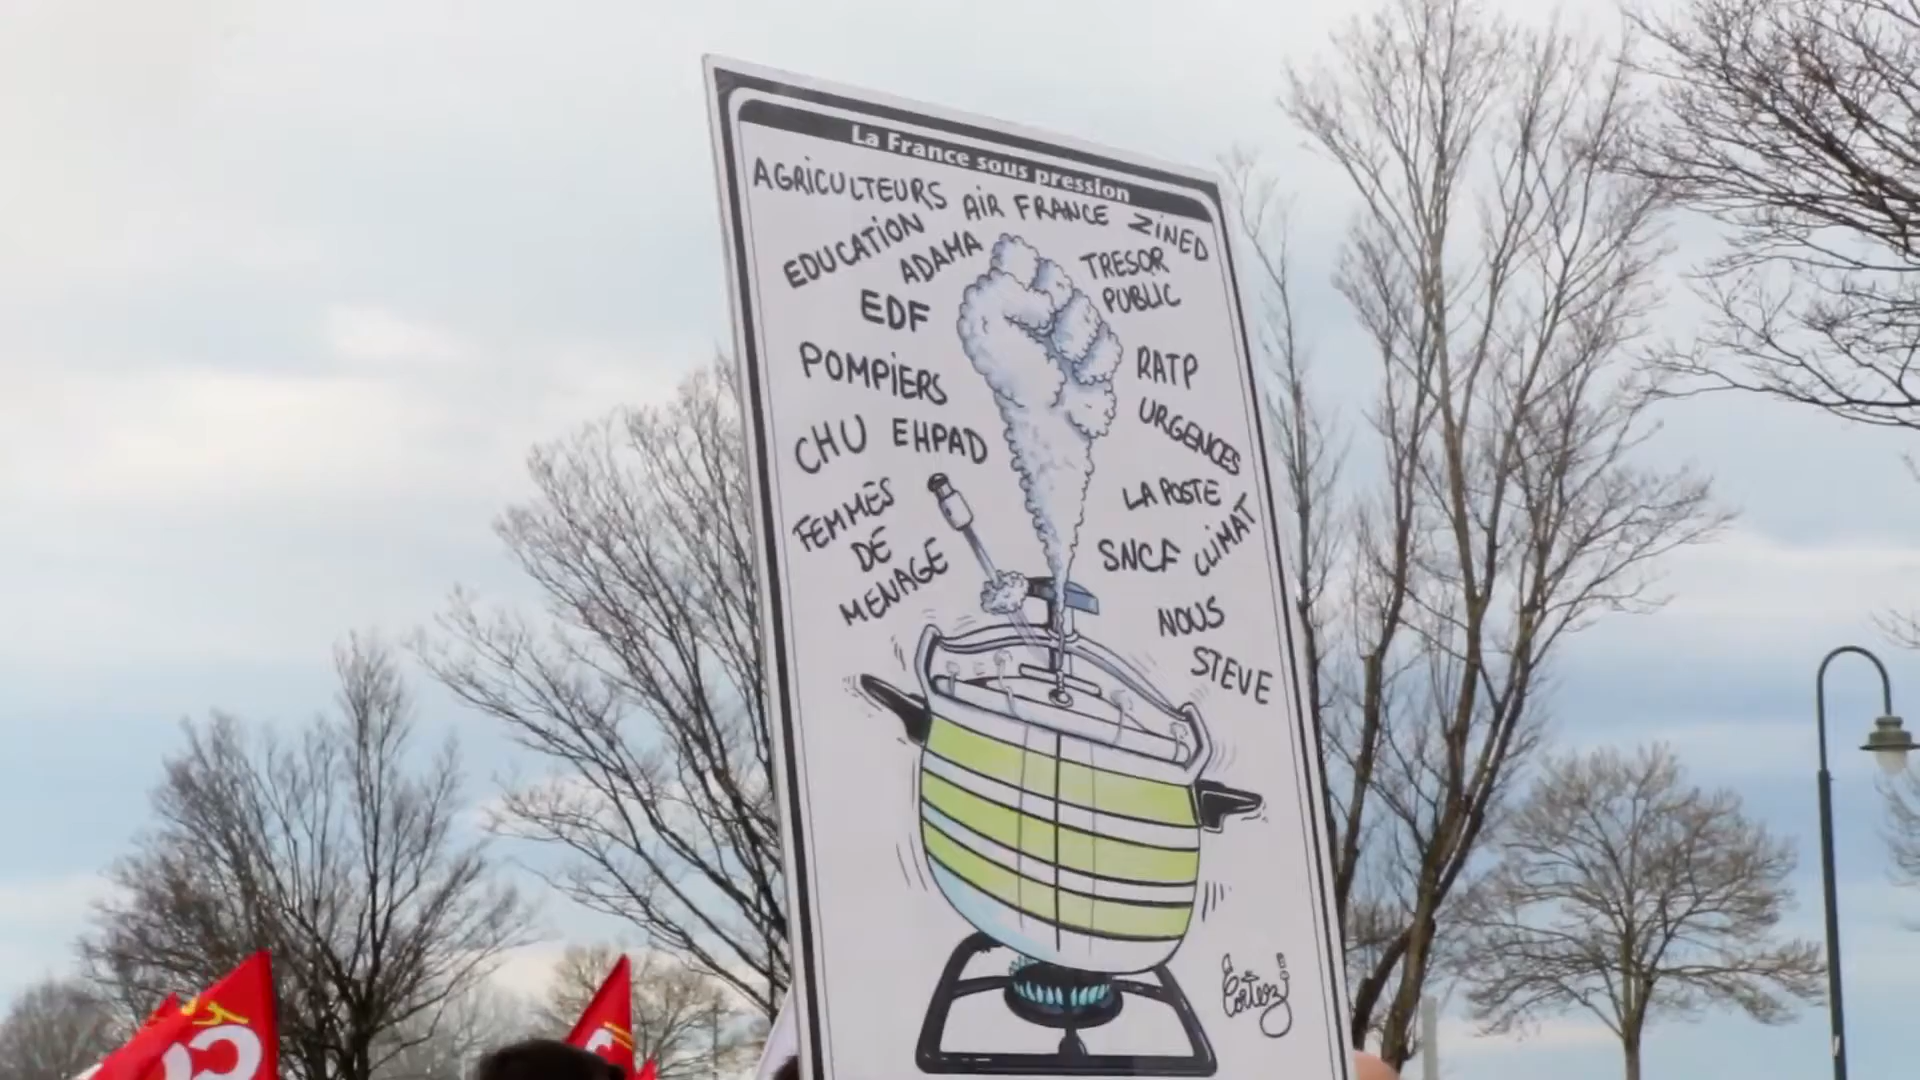 La France sous pression
AGRICULTEURS AIR FRANCE ZINED
EDUCATION
ADAMA
TRESOR
PUBLIC
EDF
POMPIERS
RATP
CHU EHPAD
URGENCES
FEMMES
DE
MENAGE
LA POSTE
SNCF CLIMAT
NOUS
STEVE